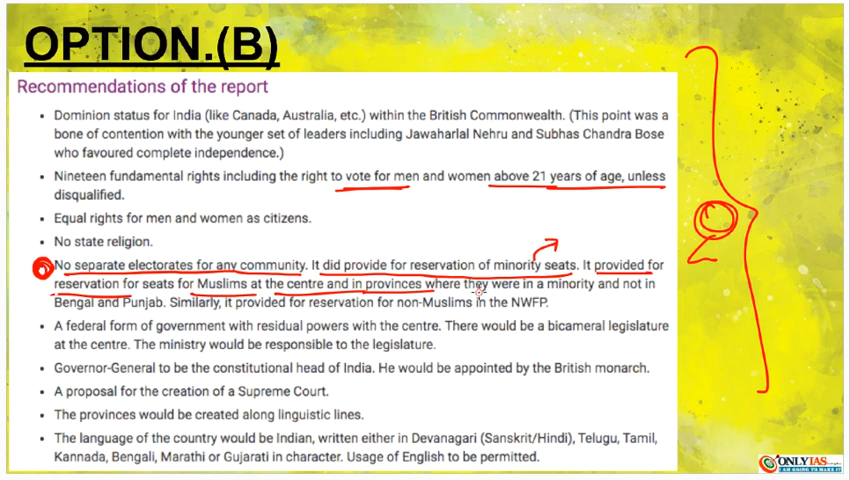 OPTION.(B)
Recommendations of the report
• Dominion status for India (like Canada, Australia, etc.) within the British Commonwealth. (This point was a
bone of contention with the younger set of leaders including Jawaharlal Nehru and Subhas Chandra Bose
who favoured complete independence.)
• Nineteen fundamental rights including the right to vote for men and women above 21 years of age, unless
disqualified.
• Equal rights for men and women as citizens.
• No state religion.
No separate electorates for any community. It did provide for reservation of minority seats. It provided for
reservation for seats for Muslims at the centre and in provinces where they were in a minority and not in
Bengal and Punjab. Similarly, it provided for reservation for non-Muslims in the NWFP.
• A federal form of government with residual powers with the centre. There would be a bicameral legislature
at the centre. The ministry would be responsible to the legislature.
• Governor-General to be the constitutional head of India. He would be appointed by the British monarch.
• A proposal for the creation of a Supreme Court.
• The provinces would be created along linguistic lines.
• The language of the country would be Indian, written either in Devanagari (Sanskrit/Hindi), Telugu, Tamil,
Kannada, Bengali, Marathi or Gujarati in character. Usage of English to be permitted.
ONLYIAS
I AM GOING TO MAKE IT